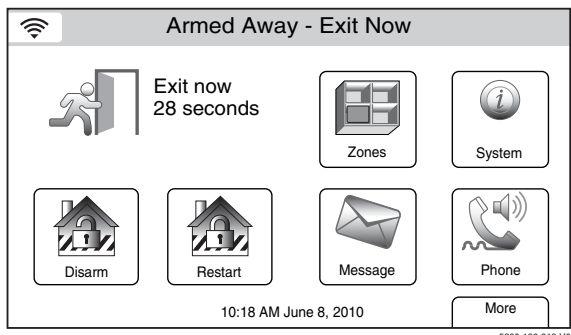 Armed Away - Exit Now
Exit now
28 seconds
Zones
System
Disarm
Restart
Message
Phone
10:18 AM June 8, 2010
More